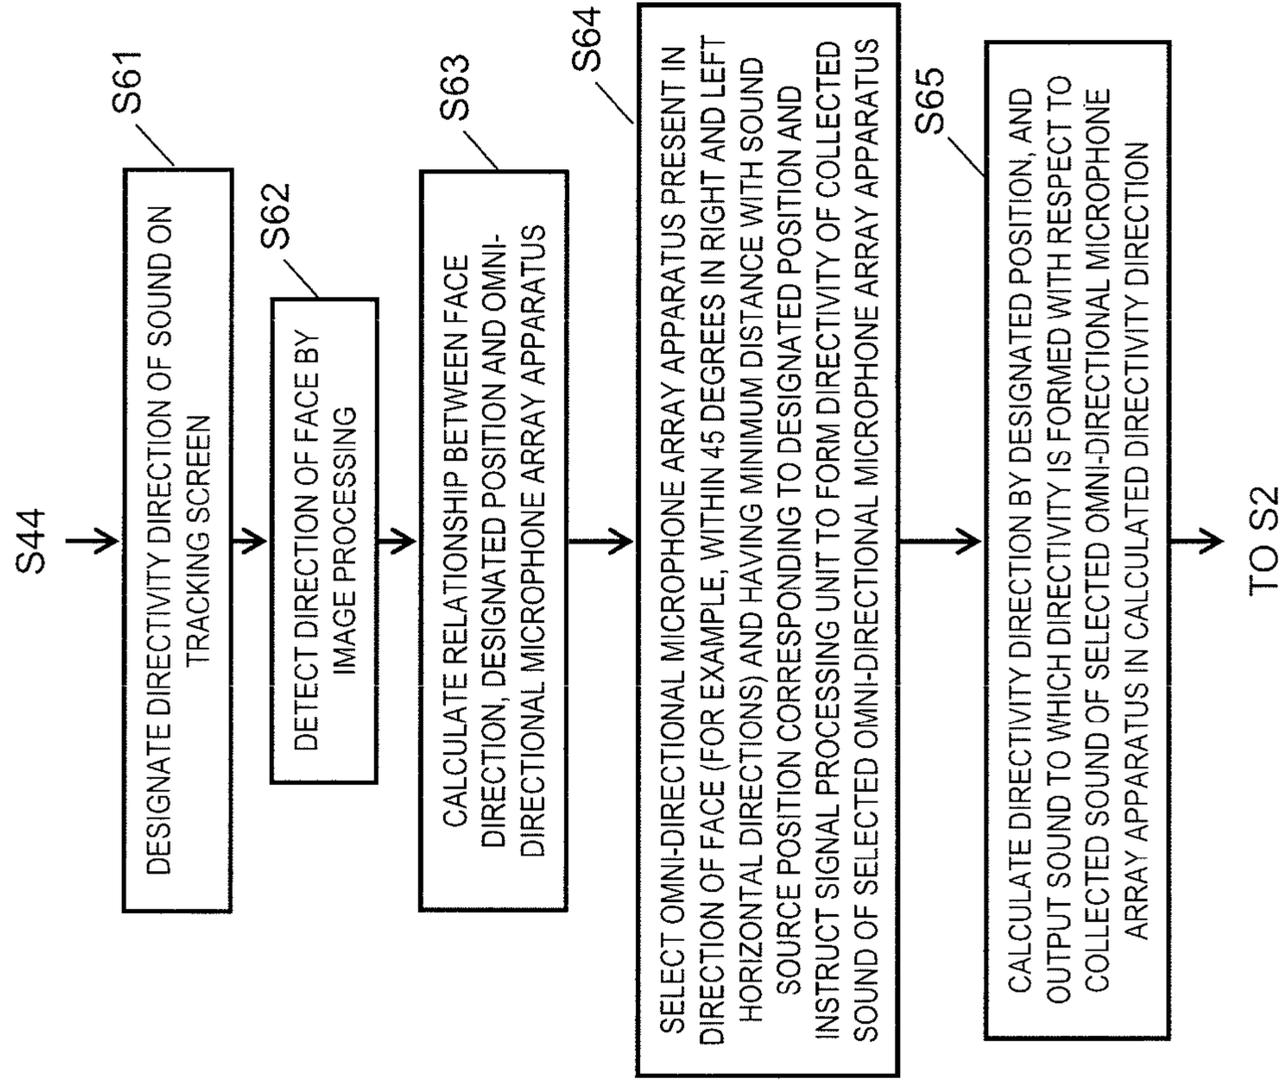 S44
S61
DESIGNATE DIRECTIVITY DIRECTION OF SOUND ON
TRACKING SCREEN
S62
DETECT DIRECTION OF FACE BY
IMAGE PROCESSING
S63
CALCULATE RELATIONSHIP BETWEEN FACE
DIRECTION, DESIGNATED POSITION AND OMNI-
DIRECTIONAL MICROPHONE ARRAY APPARATUS
S64
SELECT OMNI-DIRECTIONAL MICROPHONE ARRAY APPARATUS PRESENT IN
DIRECTION OF FACE (FOR EXAMPLE, WITHIN 45 DEGREES IN RIGHT AND LEFT
HORIZONTAL DIRECTIONS) AND HAVING MINIMUM DISTANCE WITH SOUND
SOURCE POSITION CORRESPONDING TO DESIGNATED POSITION AND
INSTRUCT SIGNAL PROCESSING UNIT TO FORM DIRECTIVITY OF COLLECTED
SOUND OF SELECTED OMNI-DIRECTIONAL MICROPHONE ARRAY APPARATUS
S65
CALCULATE DIRECTIVITY DIRECTION BY DESIGNATED POSITION, AND
OUTPUT SOUND TO WHICH DIRECTIVITY IS FORMED WITH RESPECT TO
COLLECTED SOUND OF SELECTED OMNI-DIRECTIONAL MICROPHONE
ARRAY APPARATUS IN CALCULATED DIRECTIVITY DIRECTION
TO S2